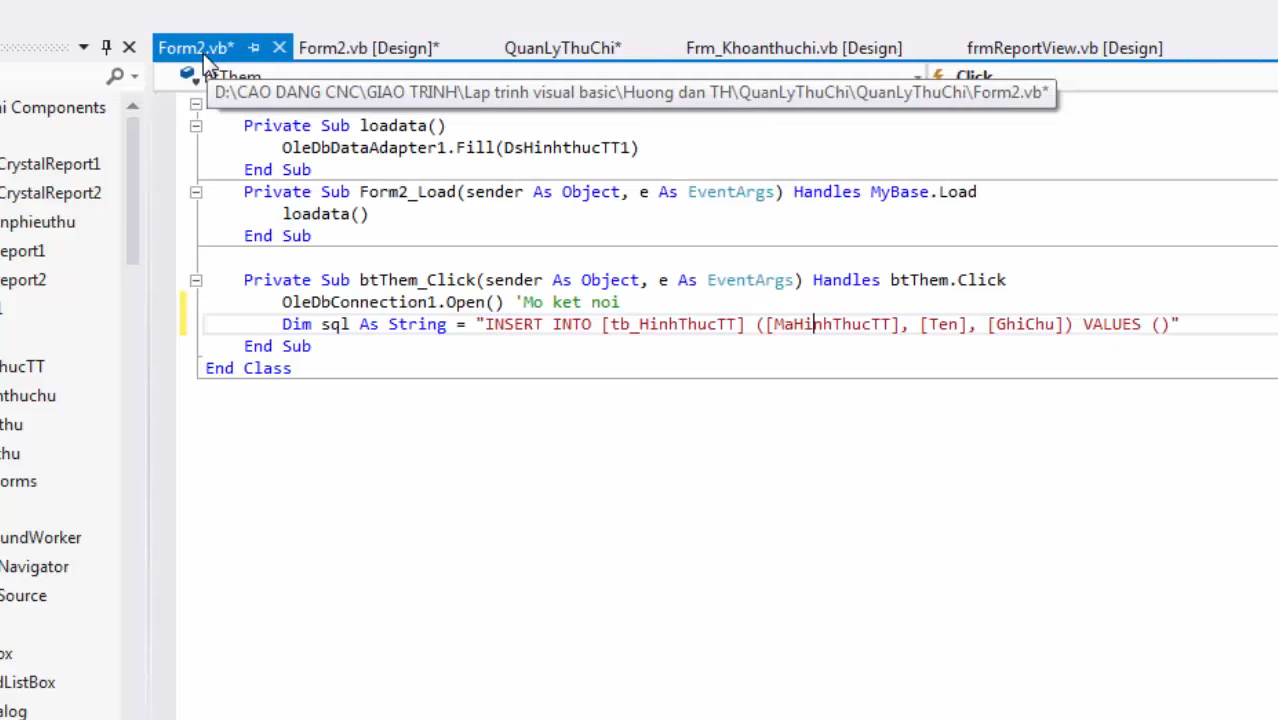 Form2.vb* Form2.vb [Design]* QuanLyThuChi* Frm_Khoanthuchi.vb [Design] frmReportView.vb [Design]
Click
D:\CAO DANG CNC\GIAO TRINH\Lap trinh visual basic\Huong dan TH\QuanLyThuChi\QuanLyThuChi\Form2.vb*
i Components
CrystalReport1
CrystalReport2
nphieuthu
eport1
eport2
1
hucTT
nthuchu
thu
thu
orms
undWorker
Navigator
Source
ox
dListBox
alog
Private Sub loadata()
OleDbDataAdapter1.Fill(DsHinhthucTT1)
End Sub
Private Sub Form2_Load(sender As Object, e As EventArgs) Handles MyBase.Load
loadata()
End Sub
Private Sub btThem_Click(sender As Object, e As EventArgs) Handles btThem.Click
OleDbConnection1.Open() 'Mo ket noi
Dim sql As String = "INSERT INTO [tb_HinhThucTT] ([MaHinhThucTT], [Ten], [GhiChu]) VALUES ()"
End Sub
End Class